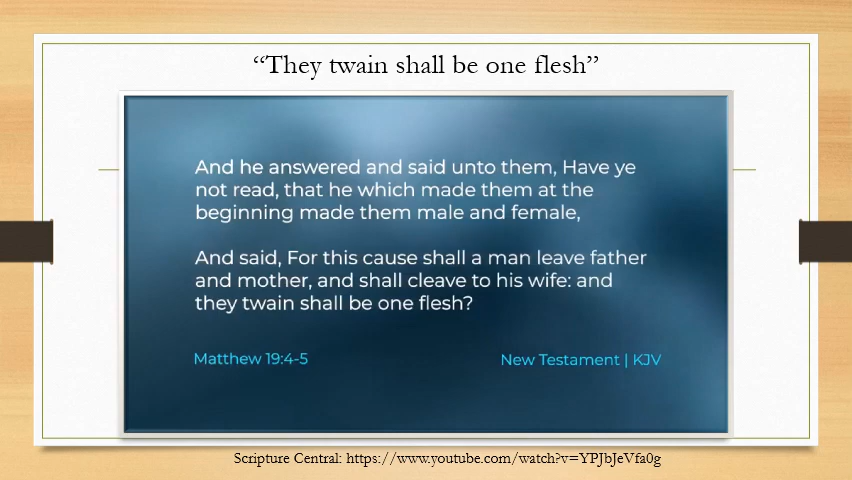 “They twain shall be one flesh”
And he answered and said unto them, Have ye
not read, that he which made them at the
beginning made them male and female,
And said, For this cause shall a man leave father
and mother, and shall cleave to his wife: and
they twain shall be one flesh?
Matthew 19:4-5
New Testament | KJV
Scripture Central: https://www.youtube.com/watch?v=YPJbJeVfa0g